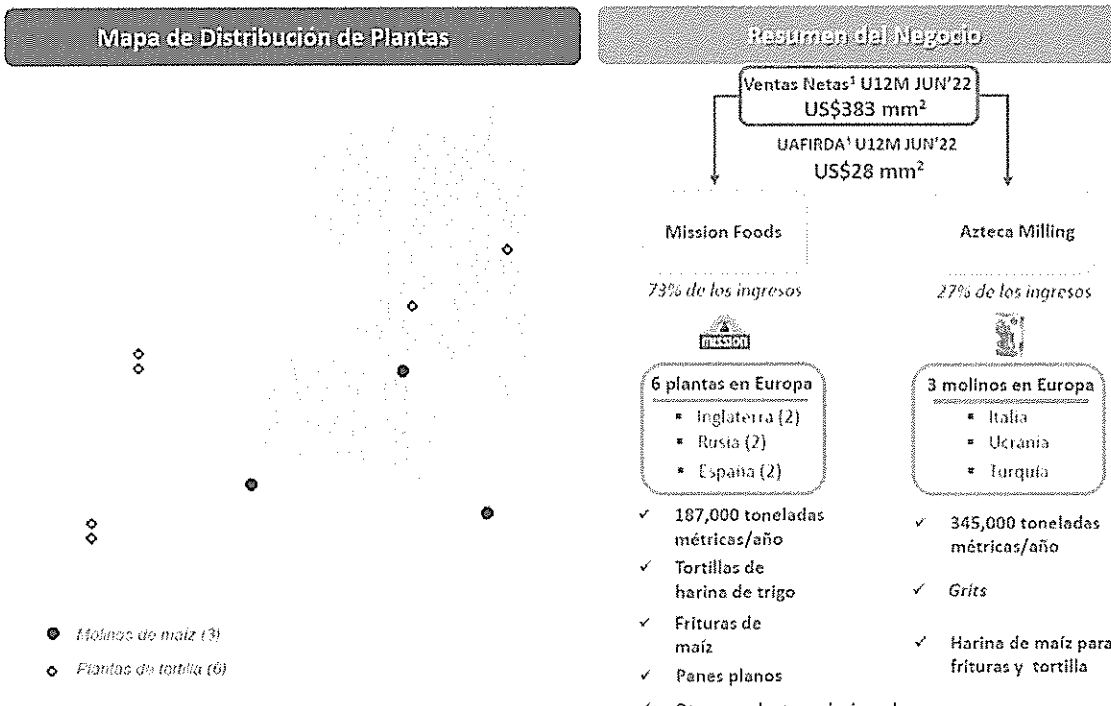 Mapa de Distribución de Plantas
Molinos de maíz (3)
Plantas de tortilla (6)
Resumen del Negocio
Ventas Netas¹ U12M JUN'22
US$383 mm²
UAFIRDA¹ U12M JUN'22
US$28 mm²
Mission Foods
73% de los ingresos
mission
6 plantas en Europa
▪ Inglaterra (2)
▪ Rusia (2)
▪ España (2)
✓ 187,000 toneladas
métricas/año
✓ Tortillas de
harina de trigo
✓ Frituras de
maíz
✓ Panes planos
Azteca Milling
27% de los ingresos
3 molinos en Europa
▪ Italia
▪ Ucrania
▪ Turquía
✓ 345,000 toneladas
métricas/año
✓ Grits
✓ Harina de maíz para
frituras y tortilla